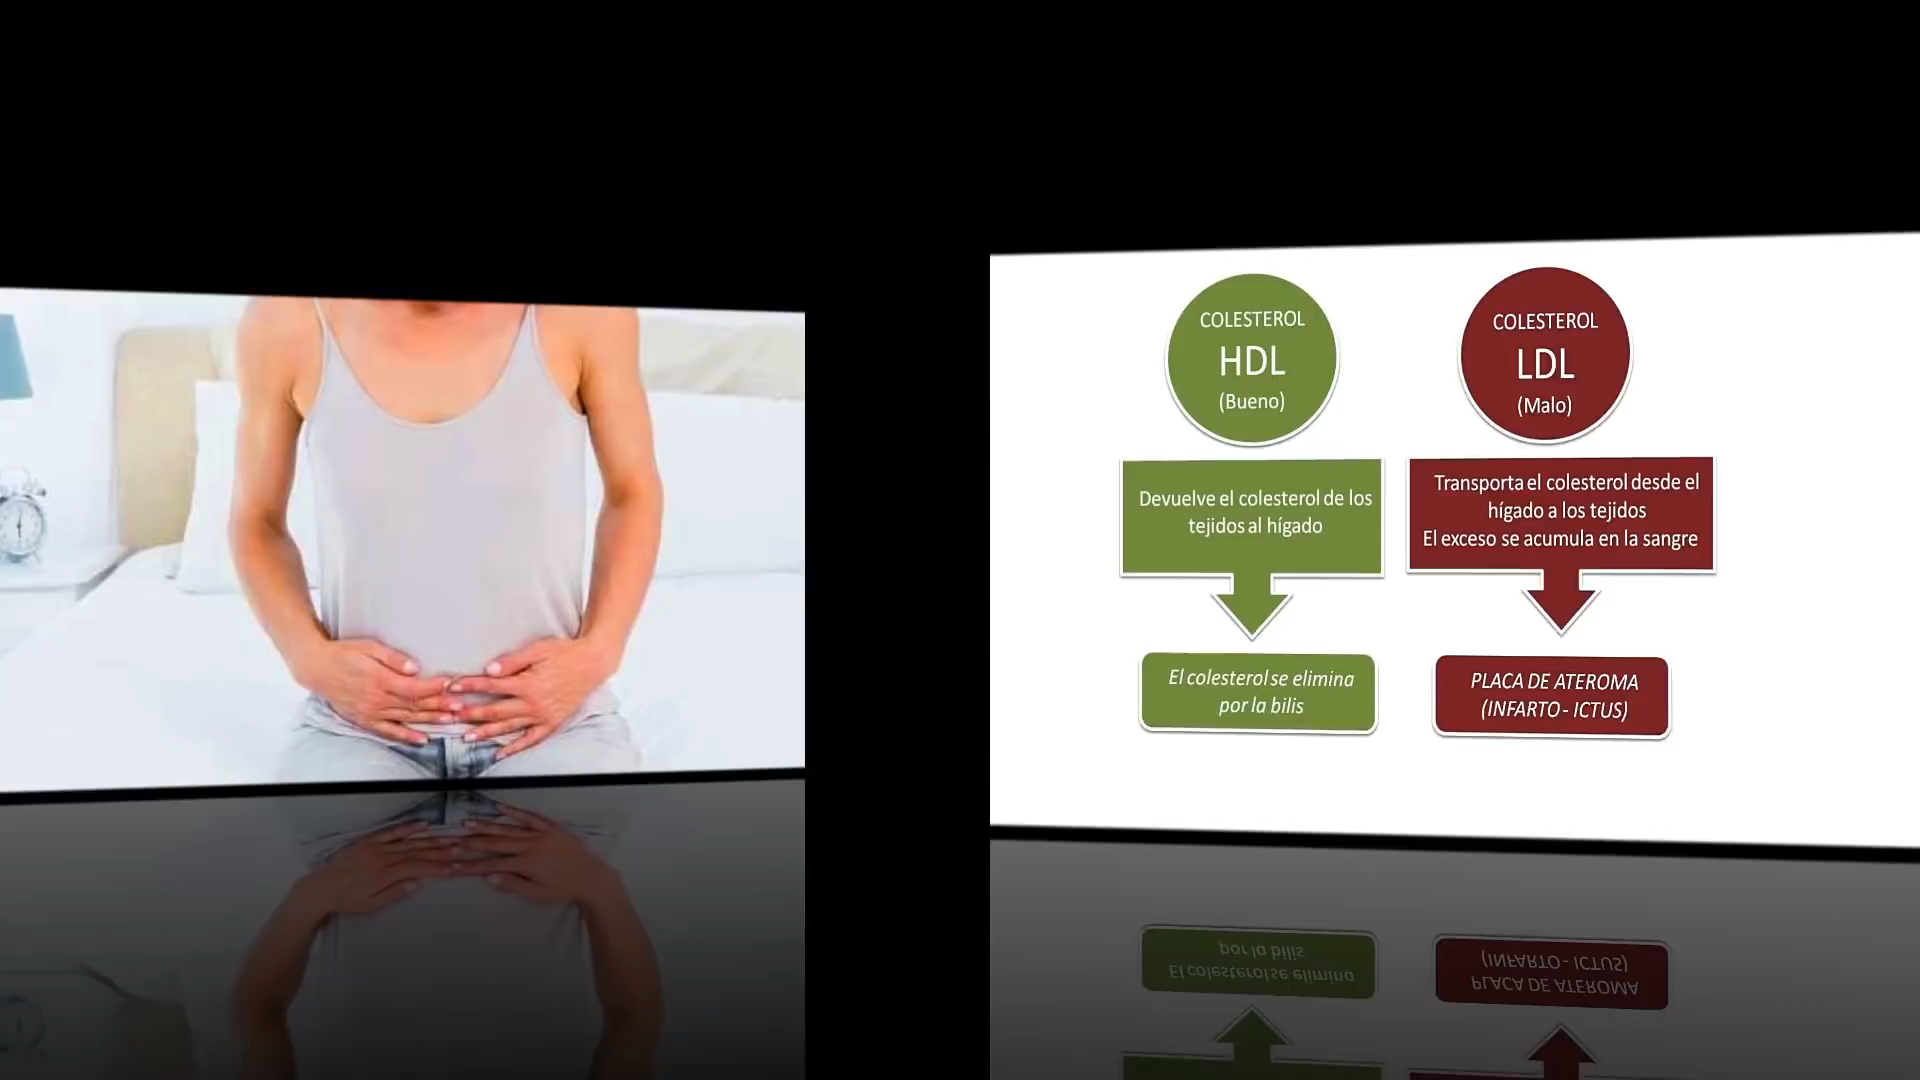 COLESTEROL
HDL
(Bueno)
Devuelve el colesterol de los
tejidos al hígado
El colesterol se elimina
por la bilis
COLESTEROL
LDL
(Malo)
Transporta el colesterol desde el
hígado a los tejidos
El exceso se acumula en la sangre
PLACA DE ATEROMA
(INFARTO - ICTUS)